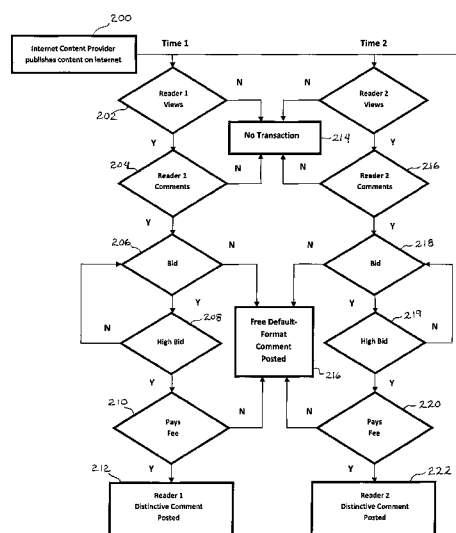 200
Internet Content Provider
publishes content on Internet
Time 1
Time 2
Reader 1
Views
202
N
Y
N
Reader 2
Views
Y
No Transaction
214
204
Reader 1
Comments
N
Y
N
Reader 2
Comments
216
Y
206
Bid
N
Y
N
Bid
218
Y
208
High Bid
N
Y
Free Default-
Format
Comment
Posted
216
219
High Bid
N
Y
210
Pays
Fee
N
Y
N
Pays
Fee
220
Y
212
Reader 1
Distinctive Comment
Posted
222
Reader 2
Distinctive Comment
Posted